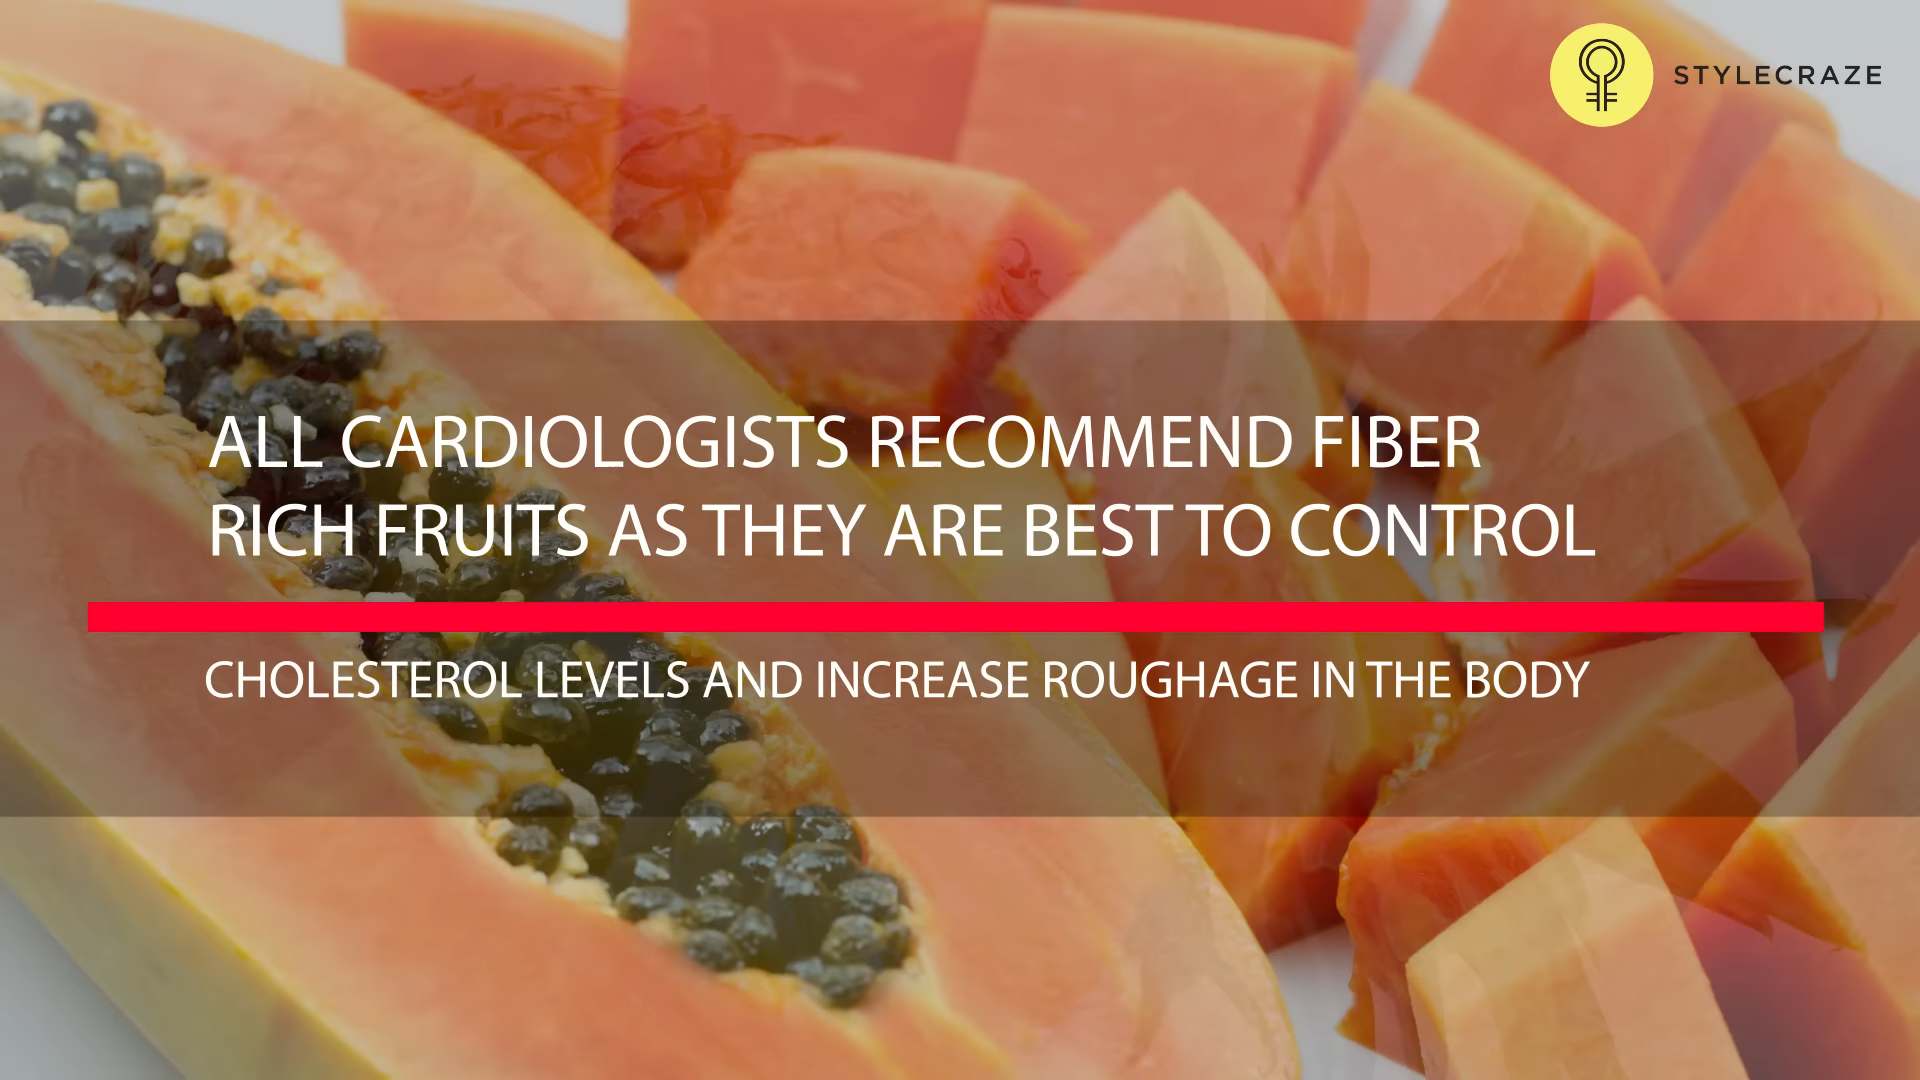 STYLECRAZE
ALL CARDIOLOGISTS RECOMMEND FIBER
RICH FRUITS AS THEY ARE BEST TO CONTROL
CHOLESTEROL LEVELS AND INCREASE ROUGHAGE IN THE BODY